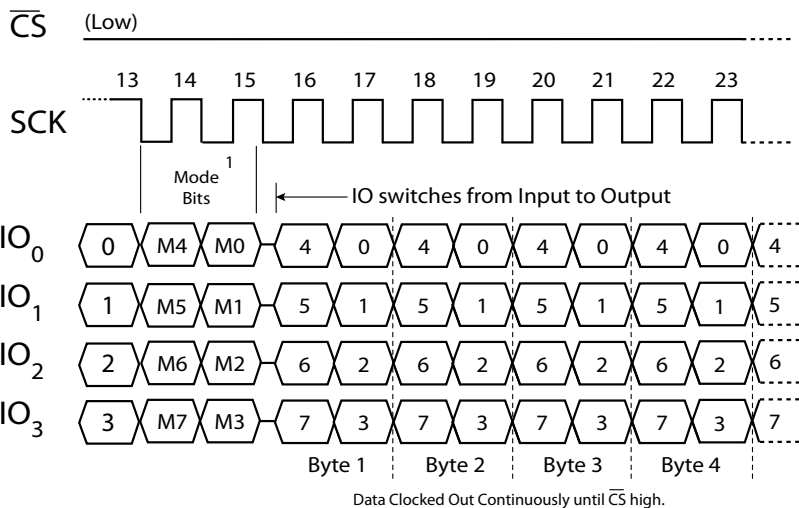 C̅S̅ (Low)
13 14 15 16 17 18 19 20 21 22 23
SCK
Mode 1
Bits
IO switches from Input to Output
IO0 0 M4 M0 4 0 4 0 4 0 4 0 4
IO1 1 M5 M1 5 1 5 1 5 1 5 1 5
IO2 2 M6 M2 6 2 6 2 6 2 6 2 6
IO3 3 M7 M3 7 3 7 3 7 3 7 3 7
Byte 1 Byte 2 Byte 3 Byte 4
Data Clocked Out Continuously until C̅S̅ high.